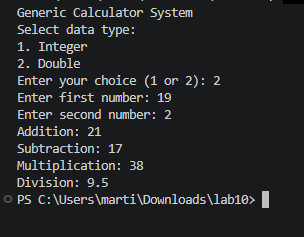 Generic Calculator System
Select data type:
1. Integer
2. Double
Enter your choice (1 or 2): 2
Enter first number: 19
Enter second number: 2
Addition: 21
Subtraction: 17
Multiplication: 38
Division: 9.5
PS C:\Users\marti\Downloads\lab10>